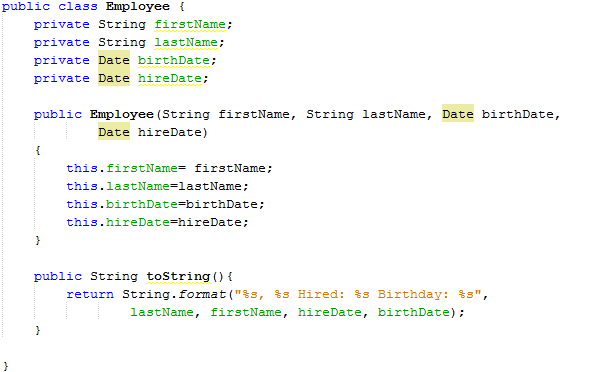 public class Employee {
private String firstName;
private String lastName;
private Date birthDate;
private Date hireDate;
public Employee(String firstName, String lastName, Date birthDate,
Date hireDate)
{
this.firstName= firstName;
this.lastName=lastName;
this.birthDate=birthDate;
this.hireDate=hireDate;
}
public String toString(){
return String.format("%s, %s Hired: %s Birthday: %s",
lastName, firstName, hireDate, birthDate);
}
}